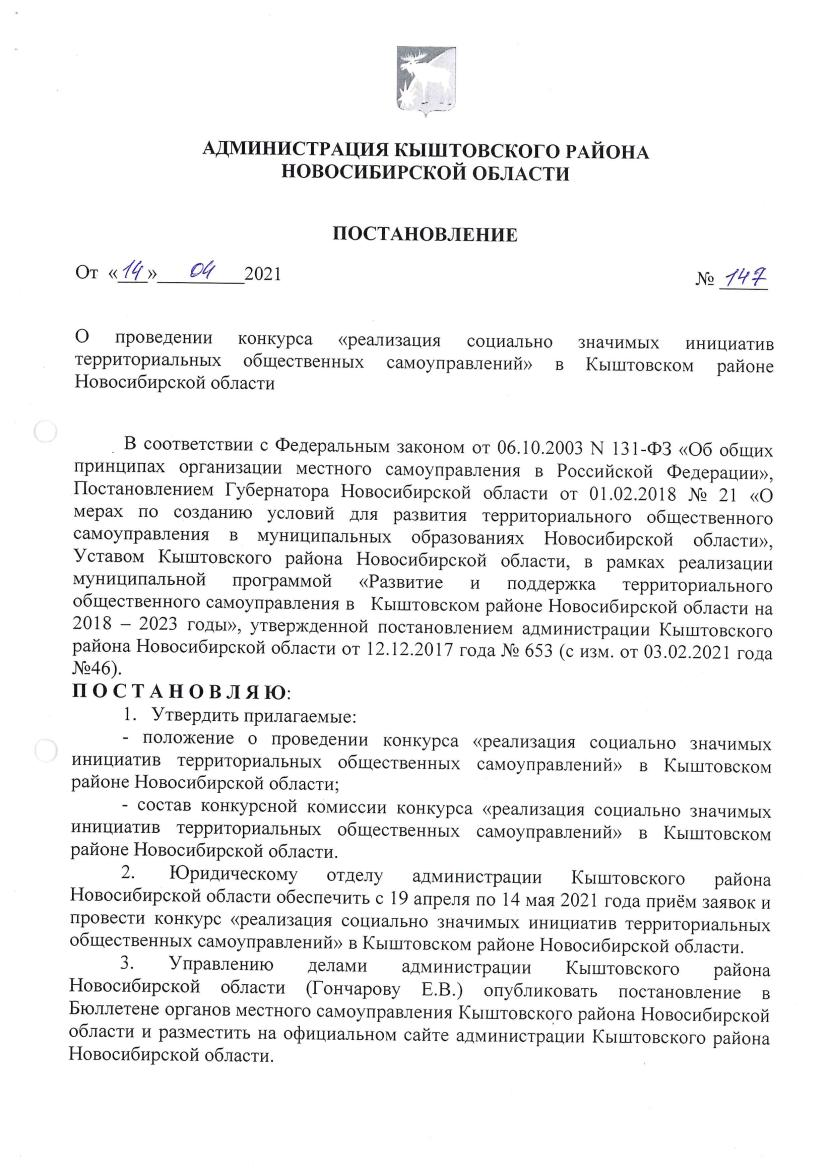 АДМИНИСТРАЦИЯ КЫШТОВСКОГО РАЙОНА
НОВОСИБИРСКОЙ ОБЛАСТИ
ПОСТАНОВЛЕНИЕ
От «14» 04 2021 № 147
О проведении конкурса «реализация социально значимых инициатив
территориальных общественных самоуправлений» в Кыштовском районе
Новосибирской области
В соответствии с Федеральным законом от 06.10.2003 N 131-ФЗ «Об общих
принципах организации местного самоуправления в Российской Федерации»,
Постановлением Губернатора Новосибирской области от 01.02.2018 № 21 «О
мерах по созданию условий для развития территориального общественного
самоуправления в муниципальных образованиях Новосибирской области»,
Уставом Кыштовского района Новосибирской области, в рамках реализации
муниципальной программой «Развитие и поддержка территориального
общественного самоуправления в Кыштовском районе Новосибирской области на
2018 – 2023 годы», утвержденной постановлением администрации Кыштовского
района Новосибирской области от 12.12.2017 года № 653 (с изм. от 03.02.2021 года
№46).
П О С Т А Н О В Л Я Ю:
1. Утвердить прилагаемые:
- положение о проведении конкурса «реализация социально значимых
инициатив территориальных общественных самоуправлений» в Кыштовском
районе Новосибирской области;
- состав конкурсной комиссии конкурса «реализация социально значимых
инициатив территориальных общественных самоуправлений» в Кыштовском
районе Новосибирской области.
2. Юридическому отделу администрации Кыштовского района
Новосибирской области обеспечить с 19 апреля по 14 мая 2021 года приём заявок и
провести конкурс «реализация социально значимых инициатив территориальных
общественных самоуправлений» в Кыштовском районе Новосибирской области.
3. Управлению делами администрации Кыштовского района
Новосибирской области (Гончарову Е.В.) опубликовать постановление в
Бюллетене органов местного самоуправления Кыштовского района Новосибирской
области и разместить на официальном сайте администрации Кыштовского района
Новосибирской области.